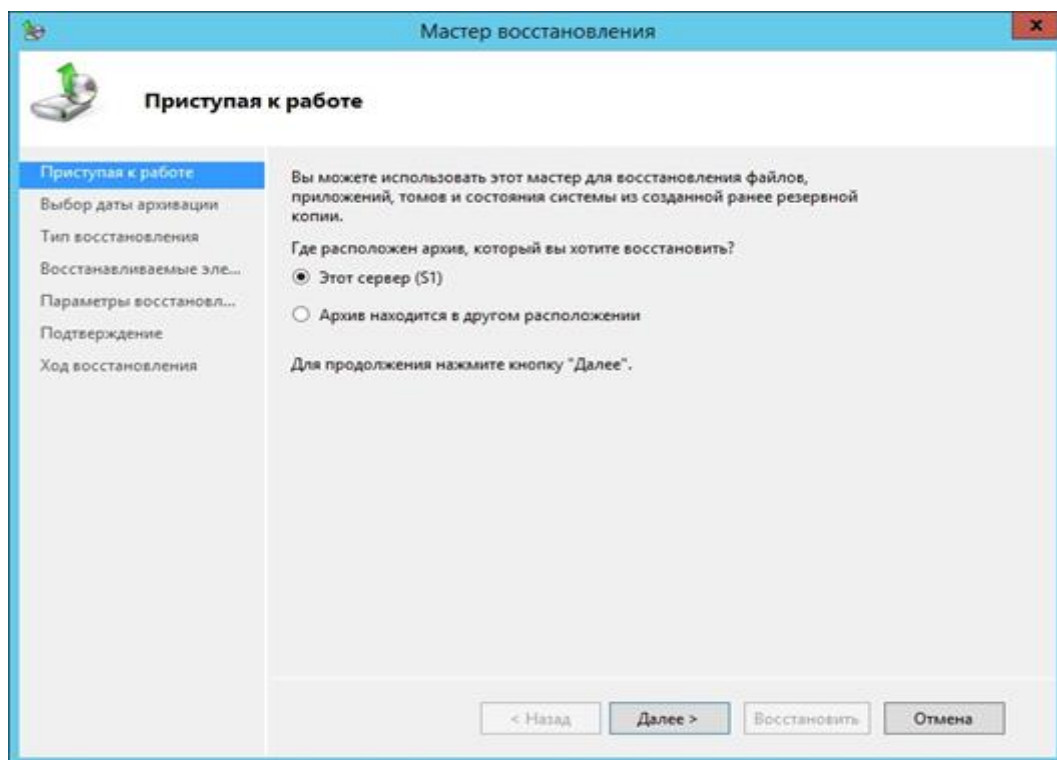 Мастер восстановления
x
Приступая к работе
Приступая к работе
Выбор даты архивации
Тип восстановления
Восстанавливаемые эле...
Параметры восстановл...
Подтверждение
Ход восстановления
Вы можете использовать этот мастер для восстановления файлов,
приложений, томов и состояния системы из созданной ранее резервной
копии.
Где расположен архив, который вы хотите восстановить?
Этот сервер (S1)
Архив находится в другом расположении
Для продолжения нажмите кнопку "Далее".
< Назад
Далее >
Восстановить
Отмена